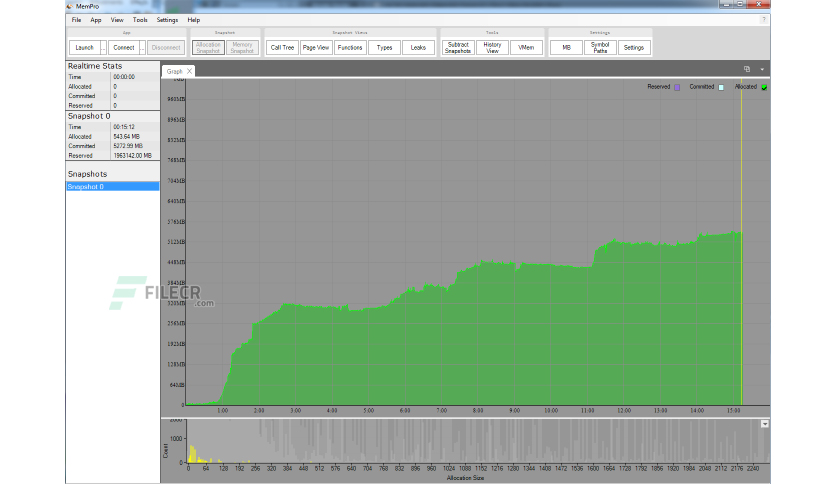 MemPro
File App View Tools Settings Help ?
App Snapshot Snapshot Views Tools Settings
Launch ... Connect ... Disconnect Allocation Snapshot Memory Snapshot Call Tree Page View Functions Types Leaks Subtract Snapshots History View VMem MB Symbol Paths Settings
Realtime Stats
Time 00:00:00
Allocated 0
Committed 0
Reserved 0
Snapshot 0
Time 00:15:12
Allocated 543.64 MB
Committed 5272.99 MB
Reserved 1963142.00 MB
Snapshots
Snapshot 0
Graph X
Reserved Committed Allocated
960MB
896MB
832MB
768MB
704MB
640MB
576MB
512MB
448MB
384MB
320MB
256MB
192MB
128MB
64MB
0
1:00 2:00 3:00 4:00 5:00 6:00 7:00 8:00 9:00 10:00 11:00 12:00 13:00 14:00 15:00
FILECR
.com
2000
1000
0
Count
0 64 128 192 256 320 384 448 512 576 640 704 768 832 896 960 1024 1088 1152 1216 1280 1344 1408 1472 1536 1600 1664 1728 1792 1856 1920 1984 2048 2112 2176 2240
Allocation Size